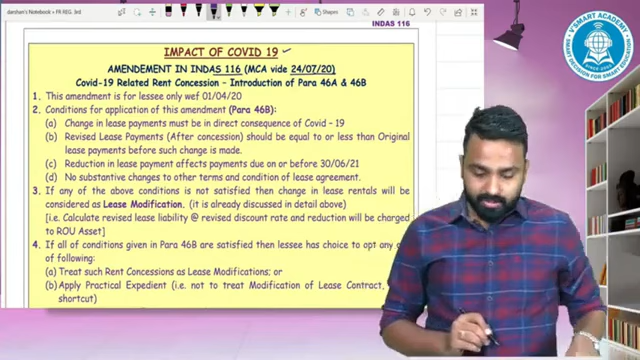 darshan's Notebook » FR REG. 3rd
Shapes
INDAS 116
V'SMART ACADEMY
SMART DECISION FOR SMART EDUCATION
SINCE 2003
IMPACT OF COVID 19
AMENDEMENT IN INDAS 116 (MCA vide 24/07/20)
Covid-19 Related Rent Concession – Introduction of Para 46A & 46B
1. This amendment is for lessee only wef 01/04/20
2. Conditions for application of this amendment (Para 46B):
(a) Change in lease payments must be in direct consequence of Covid – 19
(b) Revised Lease Payments (After concession) should be equal to or less than Original
lease payments before such change is made.
(c) Reduction in lease payment affects payments due on or before 30/06/21
(d) No substantive changes to other terms and condition of lease agreement.
3. If any of the above conditions is not satisfied then change in lease rentals will be
considered as Lease Modification. (it is already discussed in detail above)
[i.e. Calculate revised lease liability @ revised discount rate and reduction will be charged
to ROU Asset]
4. If all of conditions given in Para 46B are satisfied then lessee has choice to opt any
of following:
(a) Treat such Rent Concessions as Lease Modifications; or
(b) Apply Practical Expedient (i.e. not to treat Modification of Lease Contract,
shortcut)